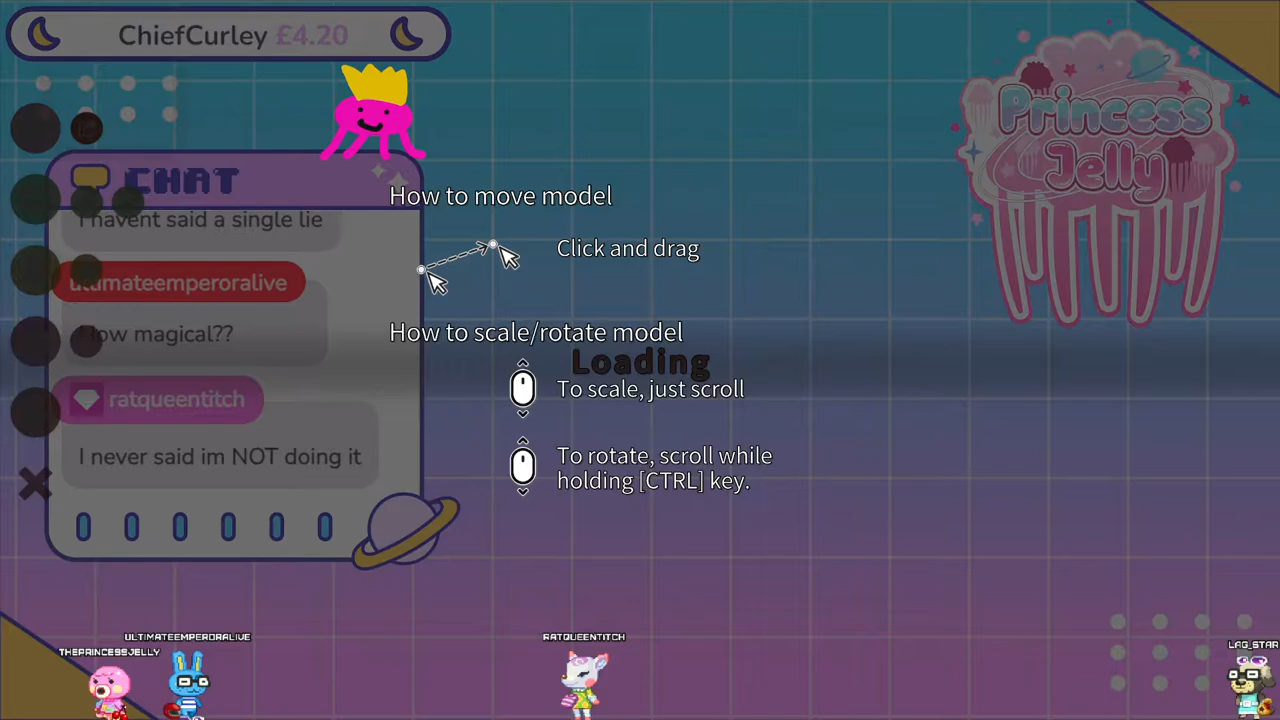 ChiefCurley £4.20
Princess
Jelly
CHAT
How to move model
I havent said a single lie
Click and drag
ultimateemperoralive
How magical??
How to scale/rotate model
Loading
To scale, just scroll
ratqueentitch
I never said im NOT doing it
To rotate, scroll while
holding [CTRL] key.
ULTIMATEEMPERORALIVE
THEPRINCESSJELLY
RATQUEENTITCH
LAG_STAR